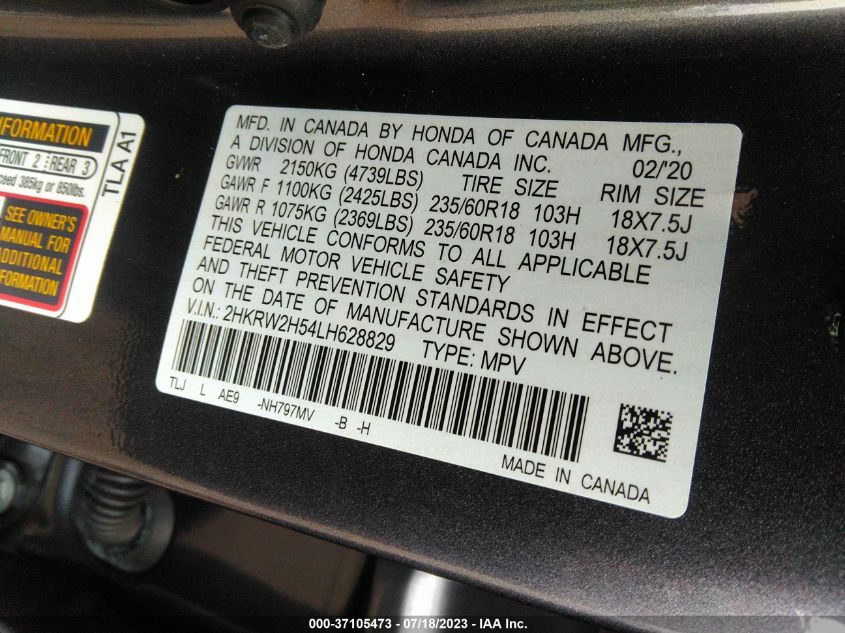 INFORMATION
FRONT 2 REAR 3
exceed 385kg or 850lbs.
SEE OWNER'S
MANUAL FOR
ADDITIONAL
INFORMATION
TLA A1
MFD. IN CANADA BY HONDA OF CANADA MFG.,
A DIVISION OF HONDA CANADA INC. 02/'20
GVWR 2150KG (4739LBS) TIRE SIZE RIM SIZE
GAWR F 1100KG (2425LBS) 235/60R18 103H 18X7.5J
GAWR R 1075KG (2369LBS) 235/60R18 103H 18X7.5J
THIS VEHICLE CONFORMS TO ALL APPLICABLE
FEDERAL MOTOR VEHICLE SAFETY
AND THEFT PREVENTION STANDARDS IN EFFECT
ON THE DATE OF MANUFACTURE SHOWN ABOVE.
V.I.N.: 2HKRW2H54LH628829 TYPE: MPV
TLJ L AE9 -NH797MV -B -H
MADE IN CANADA
000-37105473 - 07/18/2023 - IAA Inc.